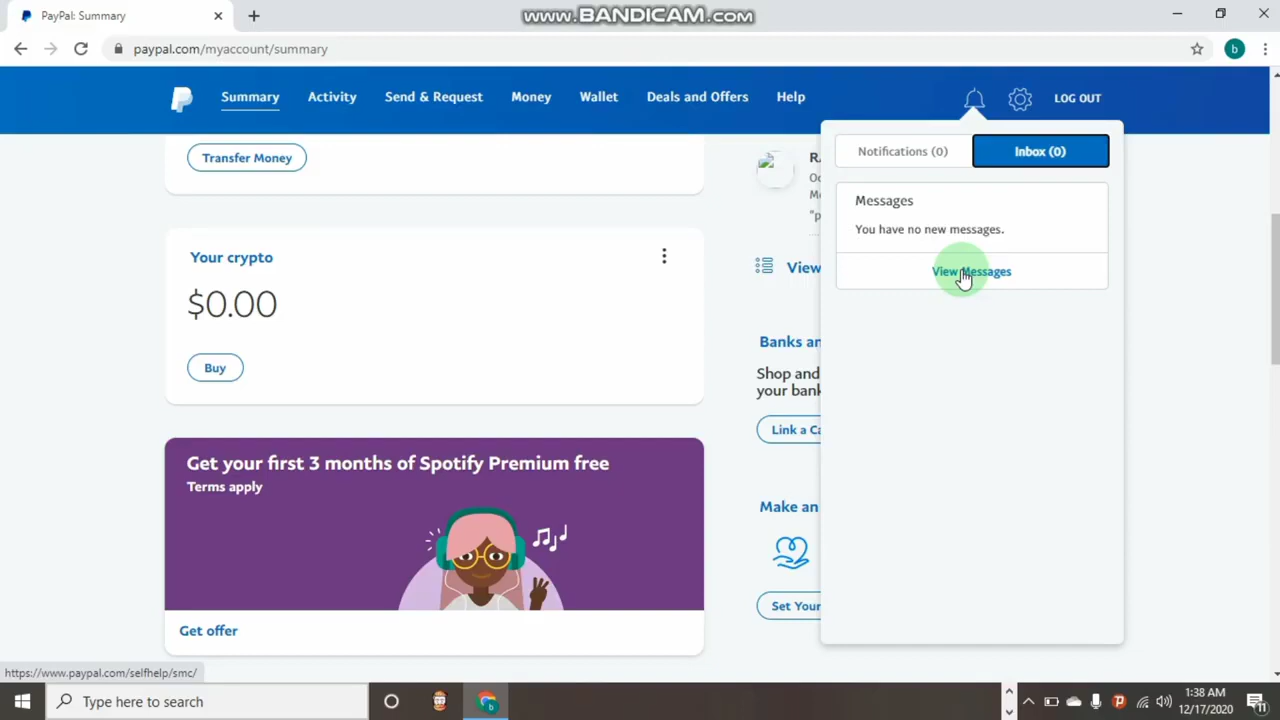 PayPal: Summary
www.BANDICAM.com
paypal.com/myaccount/summary
b
Summary
Activity
Send & Request
Money
Wallet
Deals and Offers
Help
LOG OUT
Transfer Money
Your crypto
$0.00
Buy
Get your first 3 months of Spotify Premium free
Terms apply
Get offer
View
Banks an
Shop and
your bank
Link a Ca
Make an
Set Your
Notifications (0)
Inbox (0)
Messages
You have no new messages.
View Messages
https://www.paypal.com/selfhelp/smc/
Type here to search
1:38 AM
12/17/2020
11